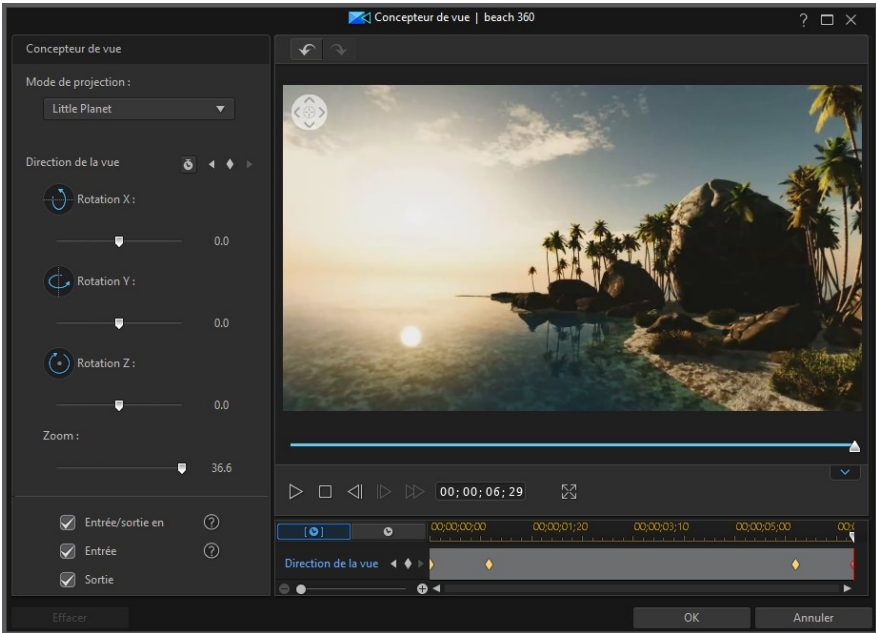 Concepteur de vue | beach 360
Concepteur de vue
Mode de projection :
Little Planet
Direction de la vue
Rotation X :
0.0
Rotation Y :
0.0
Rotation Z :
0.0
Zoom :
36.6
Entrée/sortie en
Entrée
Sortie
00;00;06;29
00;00;00;00 00;00;01;20 00;00;03;10 00;00;05;00
Direction de la vue
Effacer
OK
Annuler